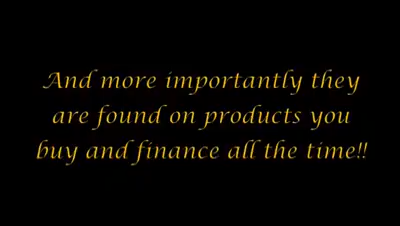 And more importantly they
are found on products you
buy and finance all the time!!